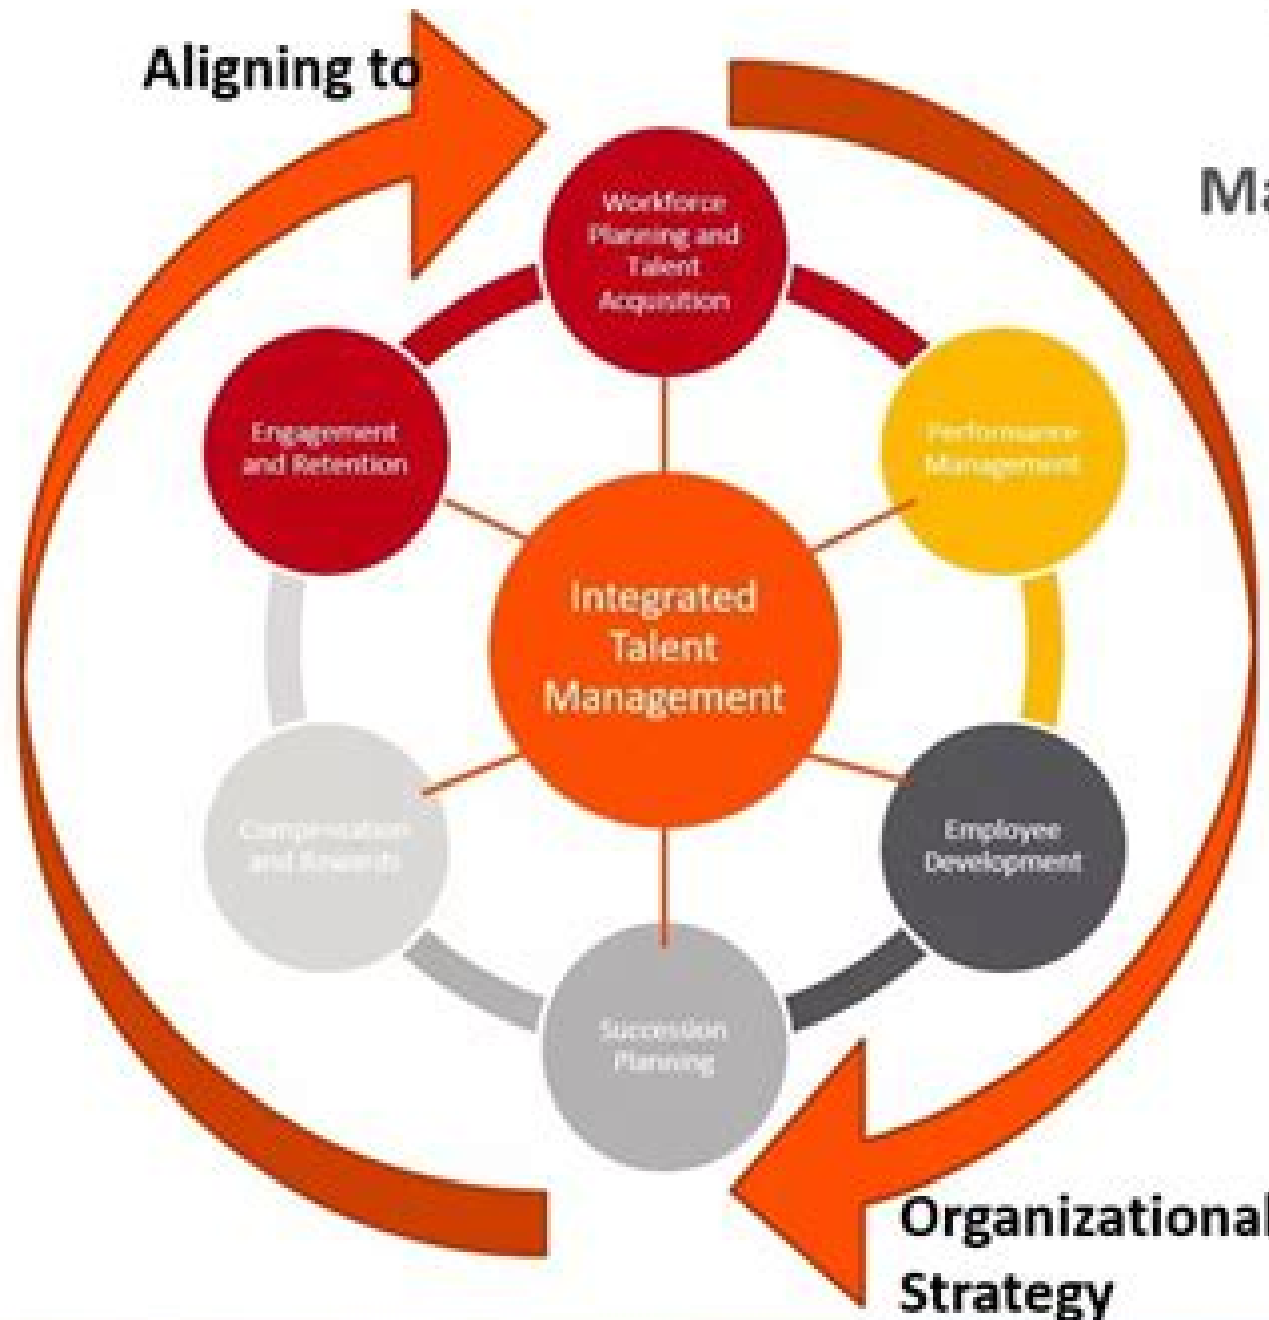 Aligning to
Ma
Workforce
Planning and
Talent
Acquisition
Engagement
and Retention
Performance
Management
Integrated
Talent
Management
Compensation
and Rewards
Employee
Development
Succession
Planning
Organizational
Strategy